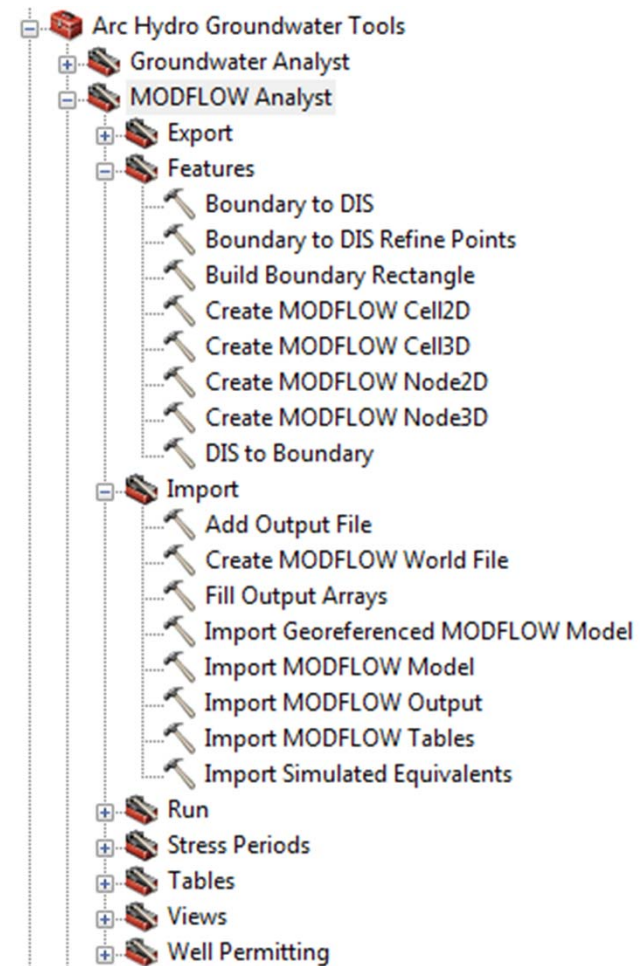 Arc Hydro Groundwater Tools
Groundwater Analyst
MODFLOW Analyst
Export
Features
Boundary to DIS
Boundary to DIS Refine Points
Build Boundary Rectangle
Create MODFLOW Cell2D
Create MODFLOW Cell3D
Create MODFLOW Node2D
Create MODFLOW Node3D
DIS to Boundary
Import
Add Output File
Create MODFLOW World File
Fill Output Arrays
Import Georeferenced MODFLOW Model
Import MODFLOW Model
Import MODFLOW Output
Import MODFLOW Tables
Import Simulated Equivalents
Run
Stress Periods
Tables
Views
Well Permitting